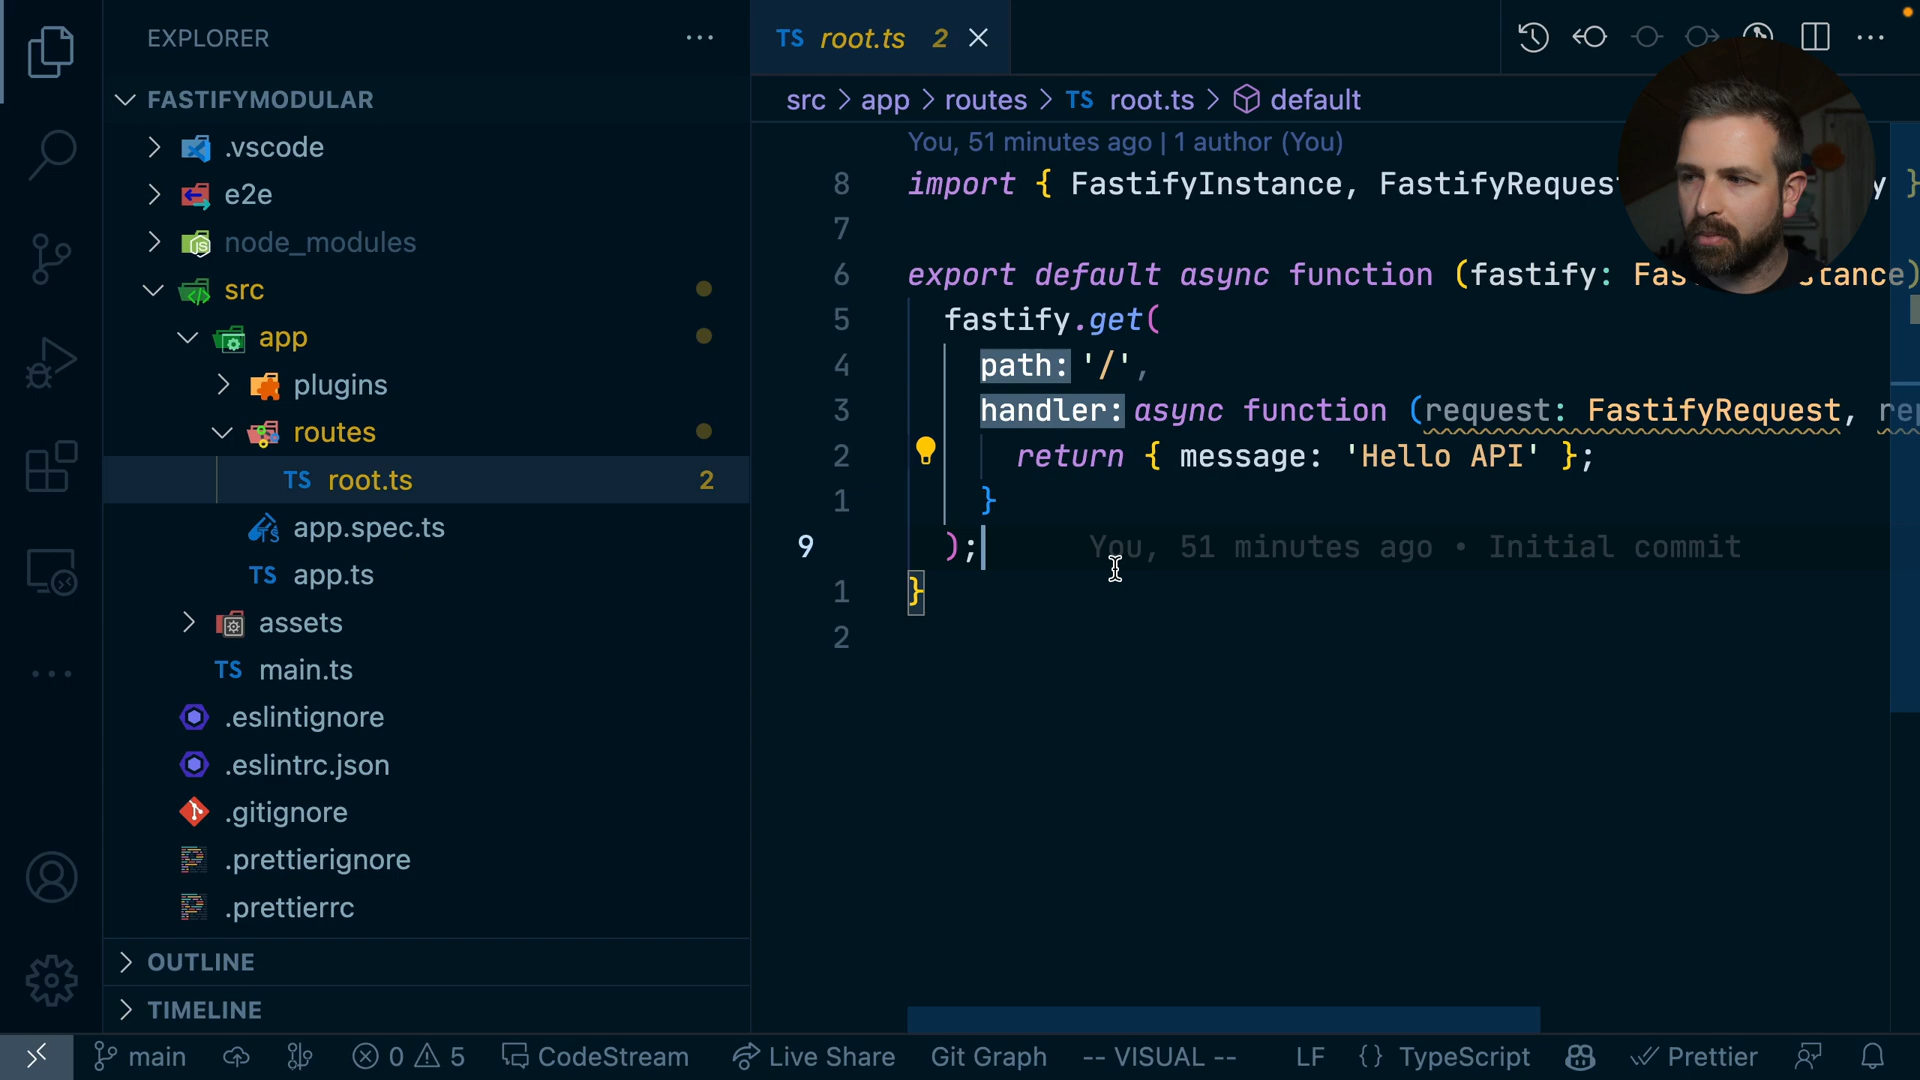 EXPLORER
FASTIFYMODULAR
.vscode
e2e
node_modules
src
app
plugins
routes
TS root.ts 2
app.spec.ts
TS app.ts
assets
TS main.ts
.eslintignore
.eslintrc.json
.gitignore
.prettierignore
.prettierrc
OUTLINE
TIMELINE
TS root.ts 2
src > app > routes > TS root.ts > default
You, 51 minutes ago | 1 author (You)
8 import { FastifyInstance, FastifyReques y }
7
6 export default async function (fastify: Fas stance)
5 fastify.get(
4 path: '/',
3 handler: async function (request: FastifyRequest, rep
2 return { message: 'Hello API' };
1 }
9 ); You, 51 minutes ago • Initial commit
1 }
2
main 0 5 CodeStream Live Share Git Graph -- VISUAL -- LF {} TypeScript Prettier